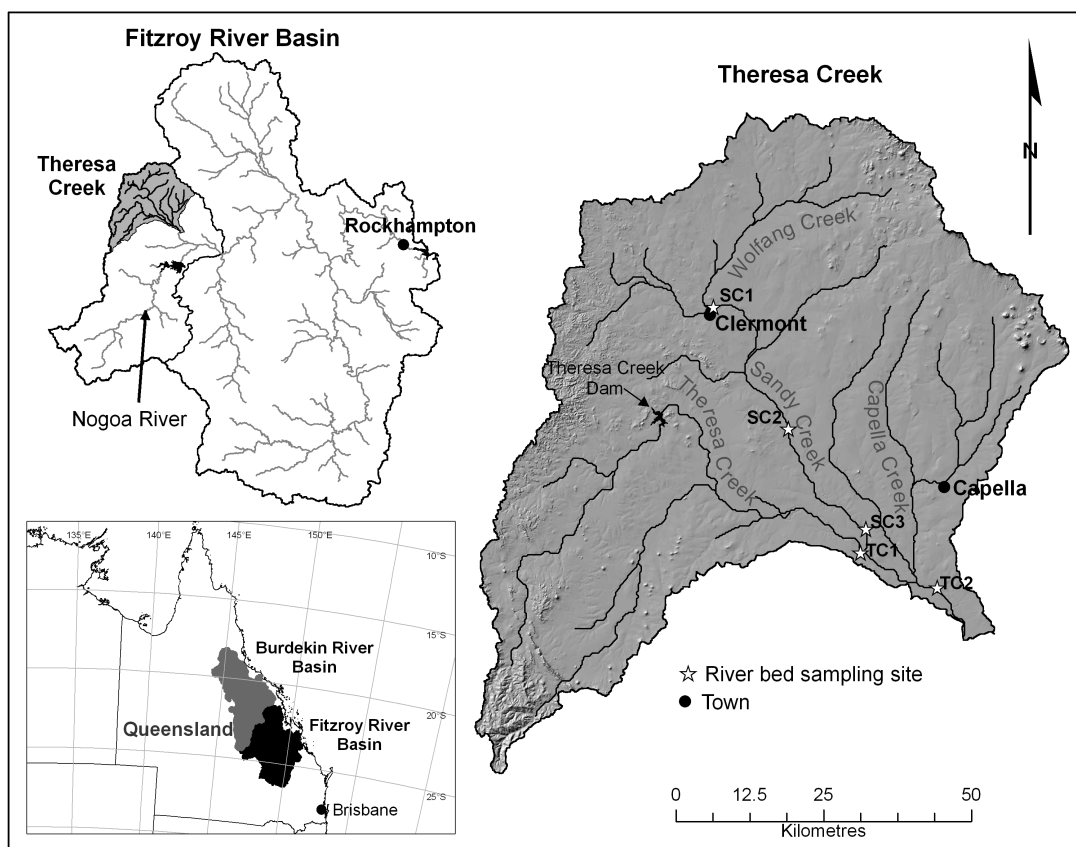 Fitzroy River Basin
Theresa
Creek
Rockhampton
Nogoa River
135°E
140°E
145°E
150°E
10°S
15°S
20°S
25°S
Burdekin River
Basin
Queensland
Fitzroy River
Basin
Brisbane
Theresa Creek
N
Wolfang Creek
SC1
Clermont
Theresa Creek
Dam
Theresa Creek
Sandy Creek
SC2
Capella Creek
Capella
SC3
TC1
TC2
River bed sampling site
Town
0 12.5 25 50
Kilometres